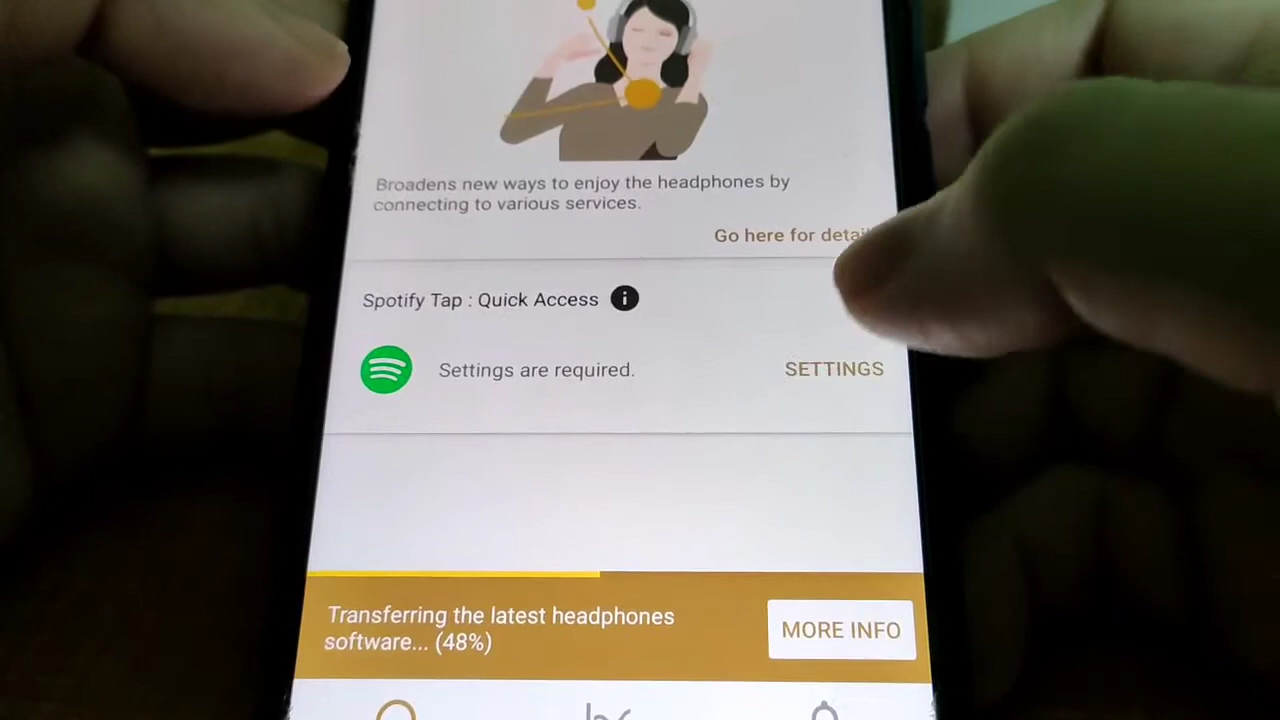 Broadens new ways to enjoy the headphones by
connecting to various services.
Go here for
Spotify Tap : Quick Access
Settings are required.
SETTINGS
Transferring the latest headphones
software... (48%)
MORE INFO